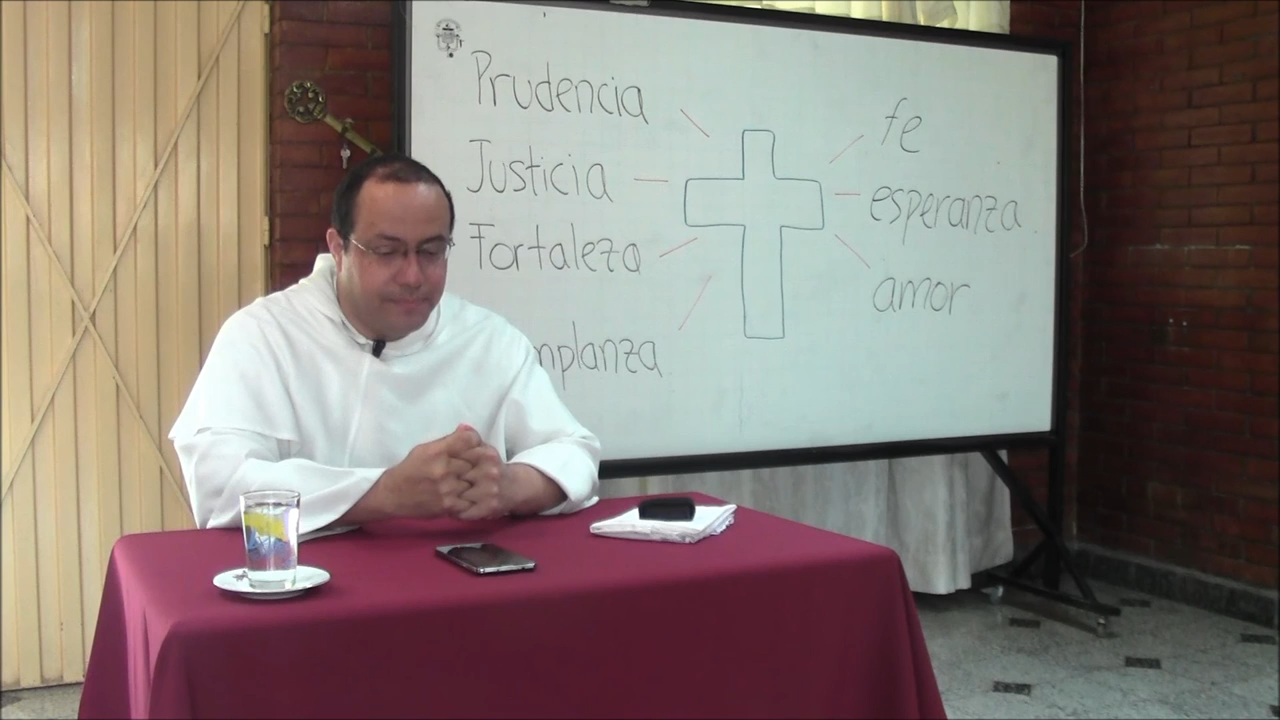 Prudencia
Justicia
Fortaleza
mplanza
fe
esperanza
amor